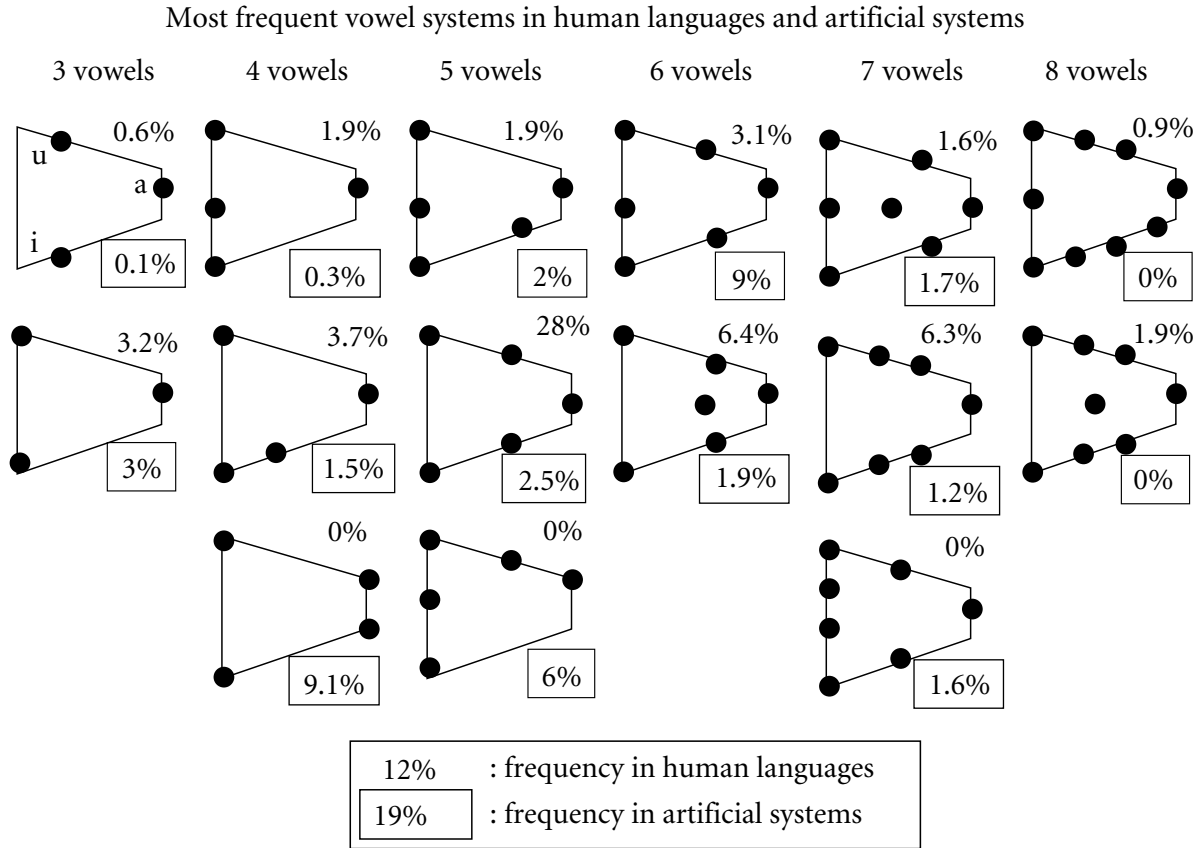 Most frequent vowel systems in human languages and artificial systems
3 vowels 4 vowels 5 vowels 6 vowels 7 vowels 8 vowels
0.6% 1.9% 1.9% 3.1% 1.6% 0.9%
u
a
i
0.1% 0.3% 2% 9% 1.7% 0%
3.2% 3.7% 28% 6.4% 6.3% 1.9%
3% 1.5% 2.5% 1.9% 1.2% 0%
0% 0% 0%
9.1% 6% 1.6%
12% : frequency in human languages
19% : frequency in artificial systems